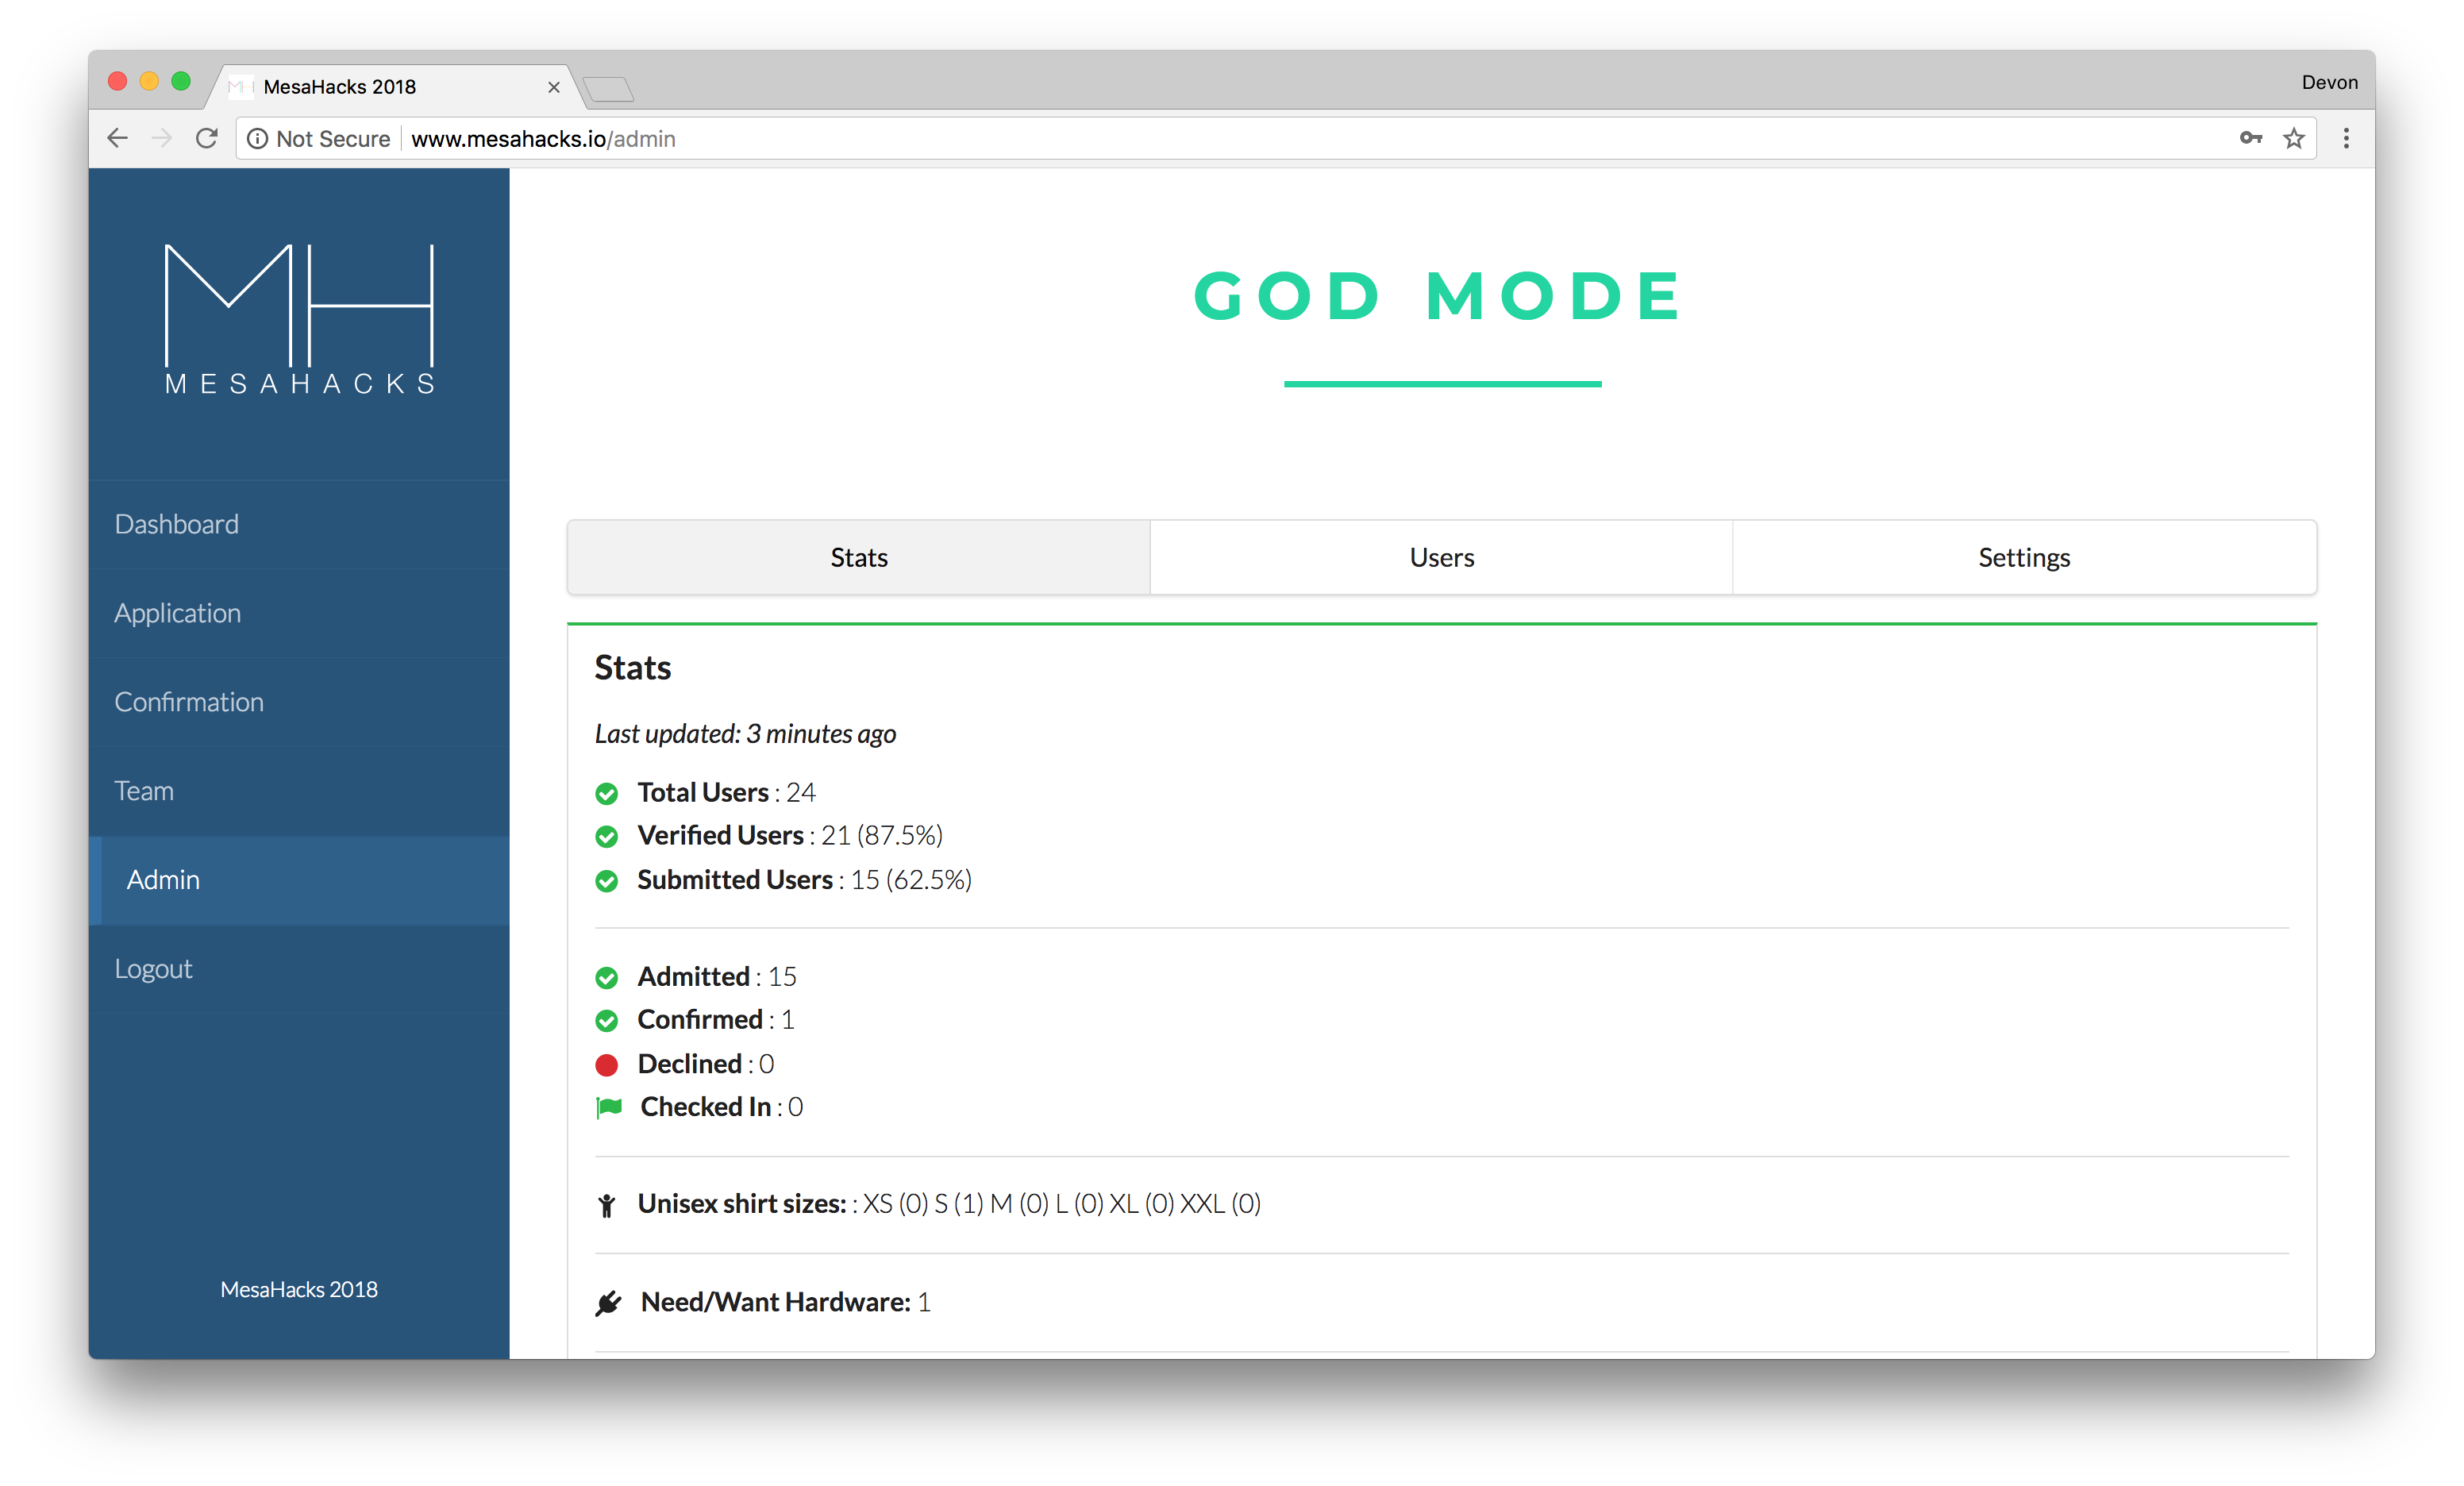 MesaHacks 2018
Devon
Not Secure www.mesahacks.io/admin
MH
MESAHACKS
Dashboard
Application
Confirmation
Team
Admin
Logout
MesaHacks 2018
GOD MODE
Stats Users Settings
Stats
Last updated: 3 minutes ago
Total Users : 24
Verified Users : 21 (87.5%)
Submitted Users : 15 (62.5%)
Admitted : 15
Confirmed : 1
Declined : 0
Checked In : 0
Unisex shirt sizes: : XS (0) S (1) M (0) L (0) XL (0) XXL (0)
Need/Want Hardware: 1